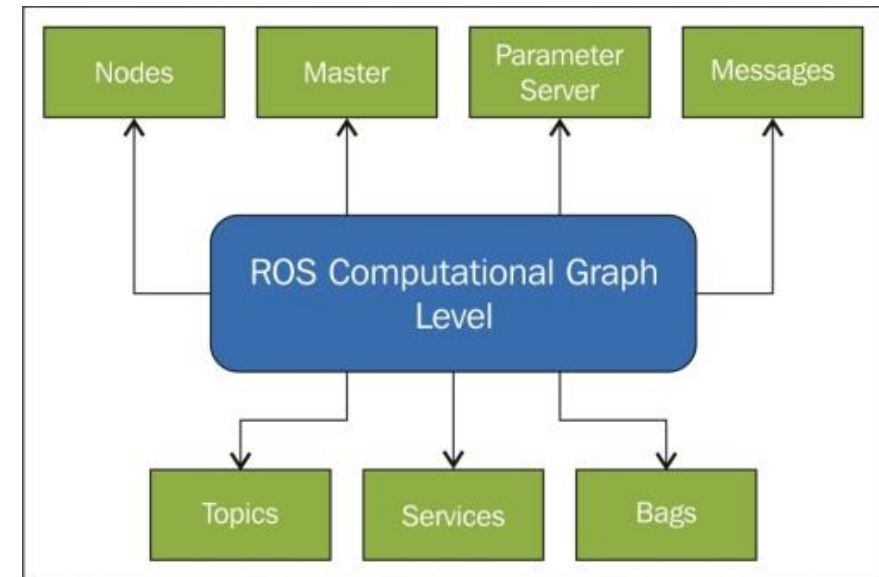 Nodes
Master
Parameter
Server
Messages
ROS Computational Graph
Level
Topics
Services
Bags